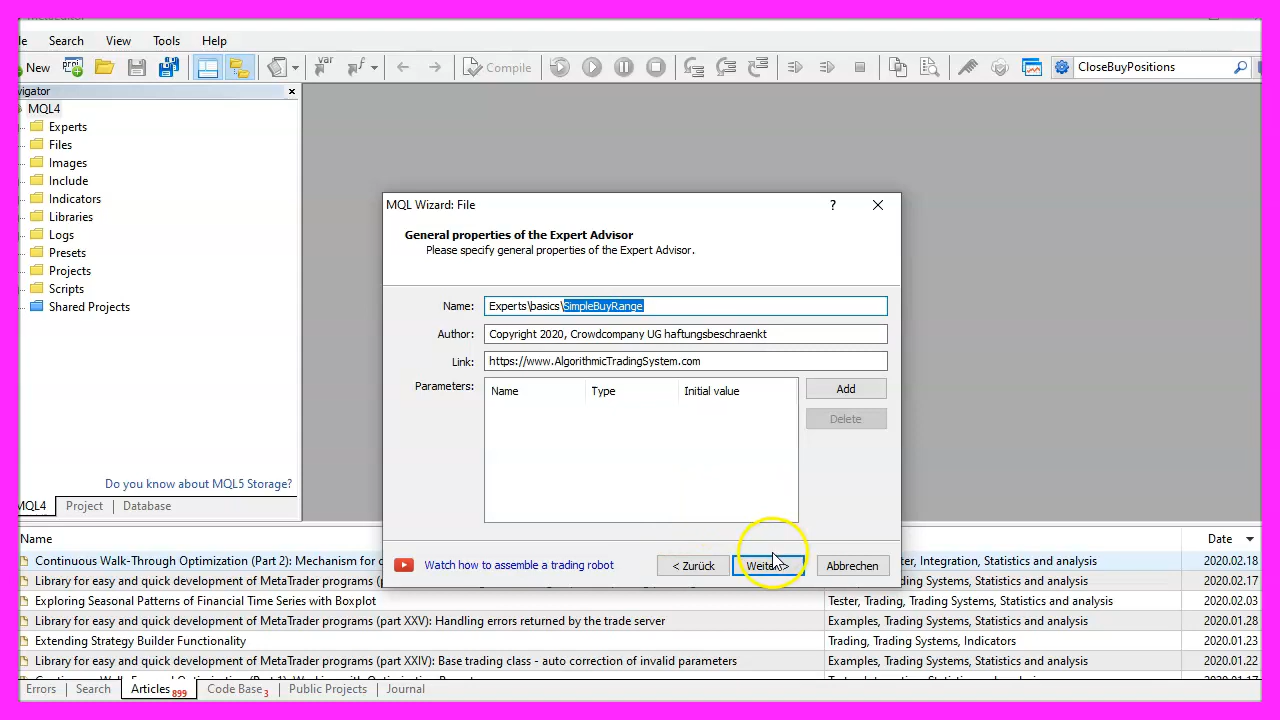 Search View Tools Help
New Compile CloseBuyPositions
MQL4
Experts
Files
Images
Include
Indicators
Libraries
Logs
Presets
Projects
Scripts
Shared Projects
Do you know about MQL5 Storage?
MQL4 Project Database
MQL Wizard: File
?
General properties of the Expert Advisor
Please specify general properties of the Expert Advisor.
Name: Experts\basics\SimpleBuyRange
Author: Copyright 2020, Crowdcompany UG haftungsbeschraenkt
Link: https://www.AlgorithmicTradingSystem.com
Parameters: Name Type Initial value Add
Delete
Watch how to assemble a trading robot < Zurück Weiter > Abbrechen
Name Date
Continuous Walk-Through Optimization (Part 2): Mechanism for Tester, Integration, Statistics and analysis 2020.02.18
Library for easy and quick development of MetaTrader programs Examples, Trading Systems, Statistics and analysis 2020.02.17
Exploring Seasonal Patterns of Financial Time Series with Boxplot Tester, Trading, Trading Systems, Statistics and analysis 2020.02.03
Library for easy and quick development of MetaTrader programs (part XXV): Handling errors returned by the trade server Examples, Trading Systems, Statistics and analysis 2020.01.28
Extending Strategy Builder Functionality Trading, Trading Systems, Indicators 2020.01.23
Library for easy and quick development of MetaTrader programs (part XXIV): Base trading class - auto correction of invalid parameters Examples, Trading Systems, Statistics and analysis 2020.01.22
Errors Search Articles 899 Code Base 3 Public Projects Journal